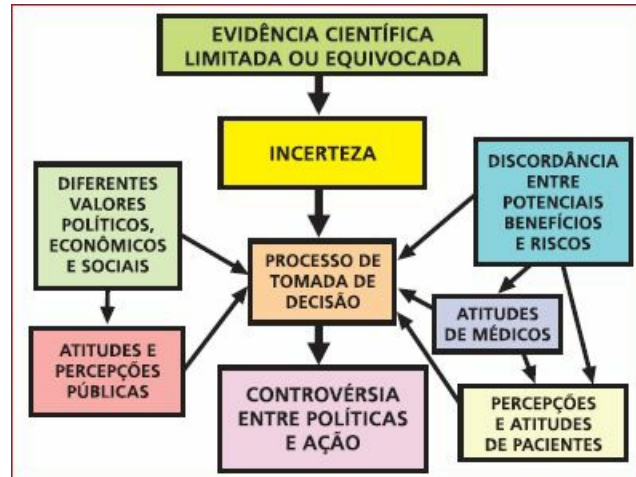 EVIDÊNCIA CIENTÍFICA
LIMITADA OU EQUIVOCADA
INCERTEZA
DIFERENTES
VALORES
POLÍTICOS,
ECONÔMICOS
E SOCIAIS
DISCORDÂNCIA
ENTRE
POTENCIAIS
BENEFÍCIOS
E RISCOS
PROCESSO DE
TOMADA DE
DECISÃO
ATITUDES
DE MÉDICOS
ATITUDES E
PERCEPÇÕES
PÚBLICAS
CONTROVÉRSIA
ENTRE POLÍTICAS
E AÇÃO
PERCEPÇÕES
E ATITUDES
DE PACIENTES